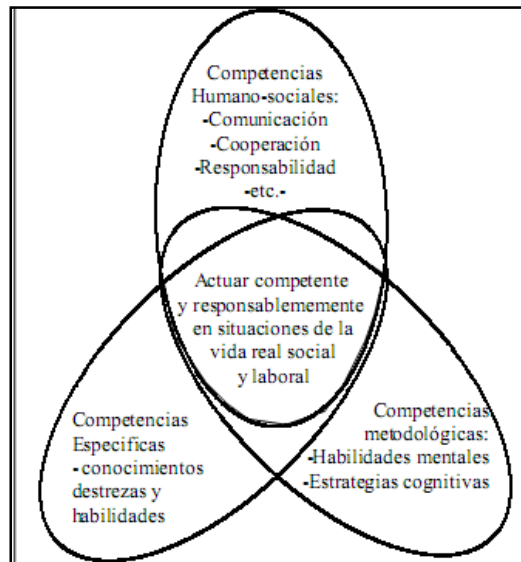 Competencias
Humano-sociales:
-Comunicación
-Cooperación
-Responsabilidad
-etc.-
Actuar competente
y responsablememente
en situaciones de la
vida real social
y laboral
Competencias
Especificas
- conocimientos
destrezas y
habilidades
Competencias
metodológicas:
-Habilidades mentales
-Estrategias cognitivas